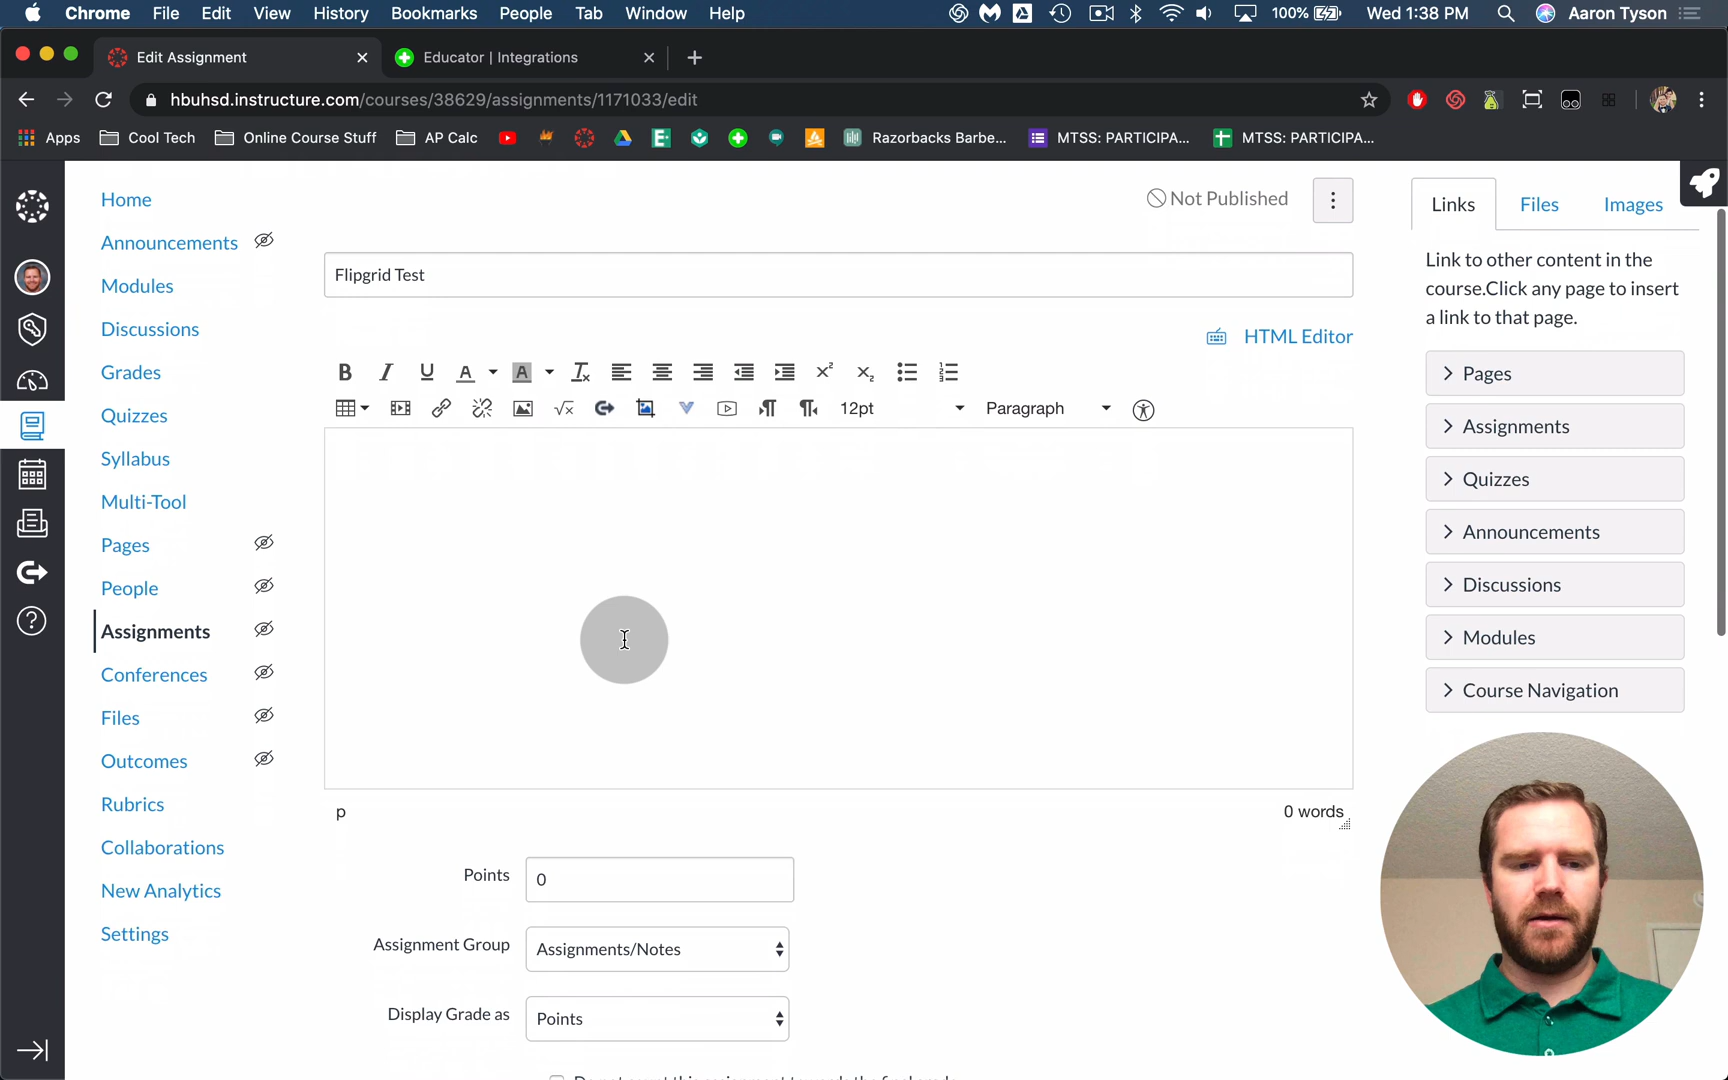 Chrome File Edit View History Bookmarks People Tab Window Help 100% Wed 1:38 PM Aaron Tyson
Edit Assignment Educator | Integrations
hbuhsd.instructure.com/courses/38629/assignments/1171033/edit
Apps Cool Tech Online Course Stuff AP Calc Razorbacks Barbe... MTSS: PARTICIPA... MTSS: PARTICIPA...
Home
Announcements
Modules
Discussions
Grades
Quizzes
Syllabus
Multi-Tool
Pages
People
Assignments
Conferences
Files
Outcomes
Rubrics
Collaborations
New Analytics
Settings
Not Published
Flipgrid Test
HTML Editor
12pt Paragraph
p 0 words
Points 0
Assignment Group Assignments/Notes
Display Grade as Points
Links Files Images
Link to other content in the
course.Click any page to insert
a link to that page.
Pages
Assignments
Quizzes
Announcements
Discussions
Modules
Course Navigation